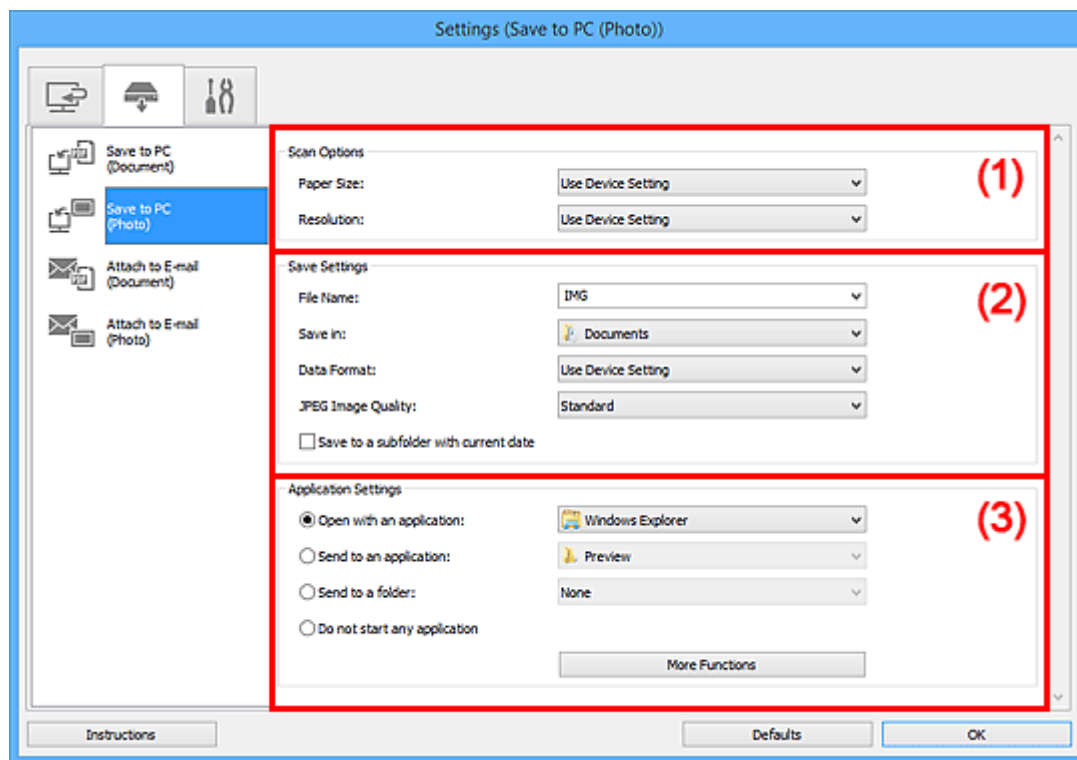 Settings (Save to PC (Photo))
Save to PC
(Document)
Save to PC
(Photo)
Attach to E-mail
(Document)
Attach to E-mail
(Photo)
Scan Options
(1)
Paper Size: Use Device Setting
Resolution: Use Device Setting
Save Settings
(2)
File Name: IMG
Save in: Documents
Data Format: Use Device Setting
JPEG Image Quality: Standard
Save to a subfolder with current date
Application Settings
(3)
Open with an application: Windows Explorer
Send to an application: Preview
Send to a folder: None
Do not start any application
More Functions
Instructions Defaults OK